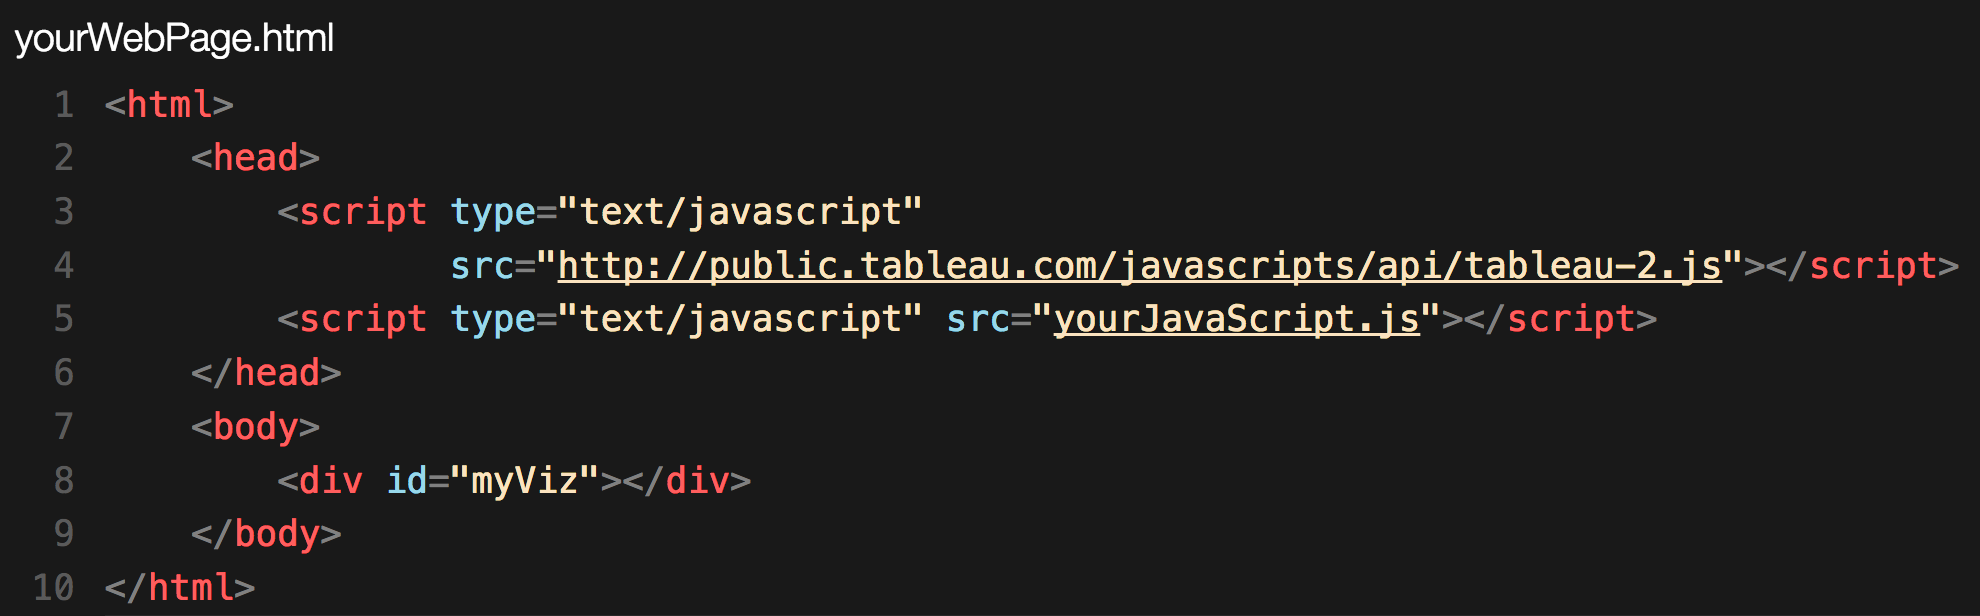 yourWebPage.html
1 <html>
2     <head>
3         <script type="text/javascript"
4                 src="http://public.tableau.com/javascripts/api/tableau-2.js"></script>
5         <script type="text/javascript" src="yourJavaScript.js"></script>
6     </head>
7     <body>
8         <div id="myViz"></div>
9     </body>
10 </html>